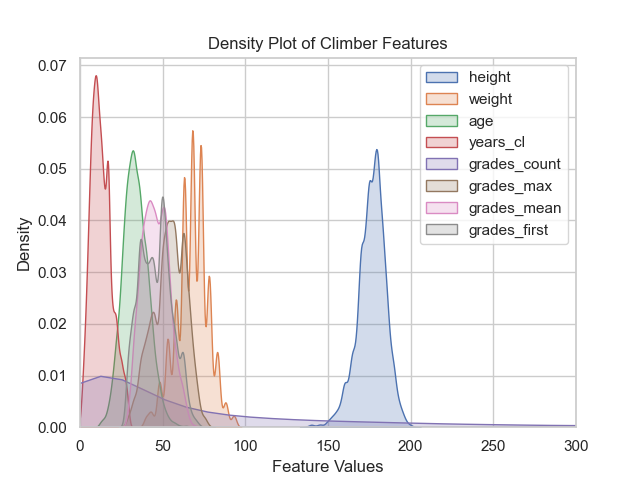 Density Plot of Climber Features
0.07
0.06
0.05
0.04
0.03
0.02
0.01
0.00
Density
height
weight
age
years_cl
grades_count
grades_max
grades_mean
grades_first
0 50 100 150 200 250 300
Feature Values